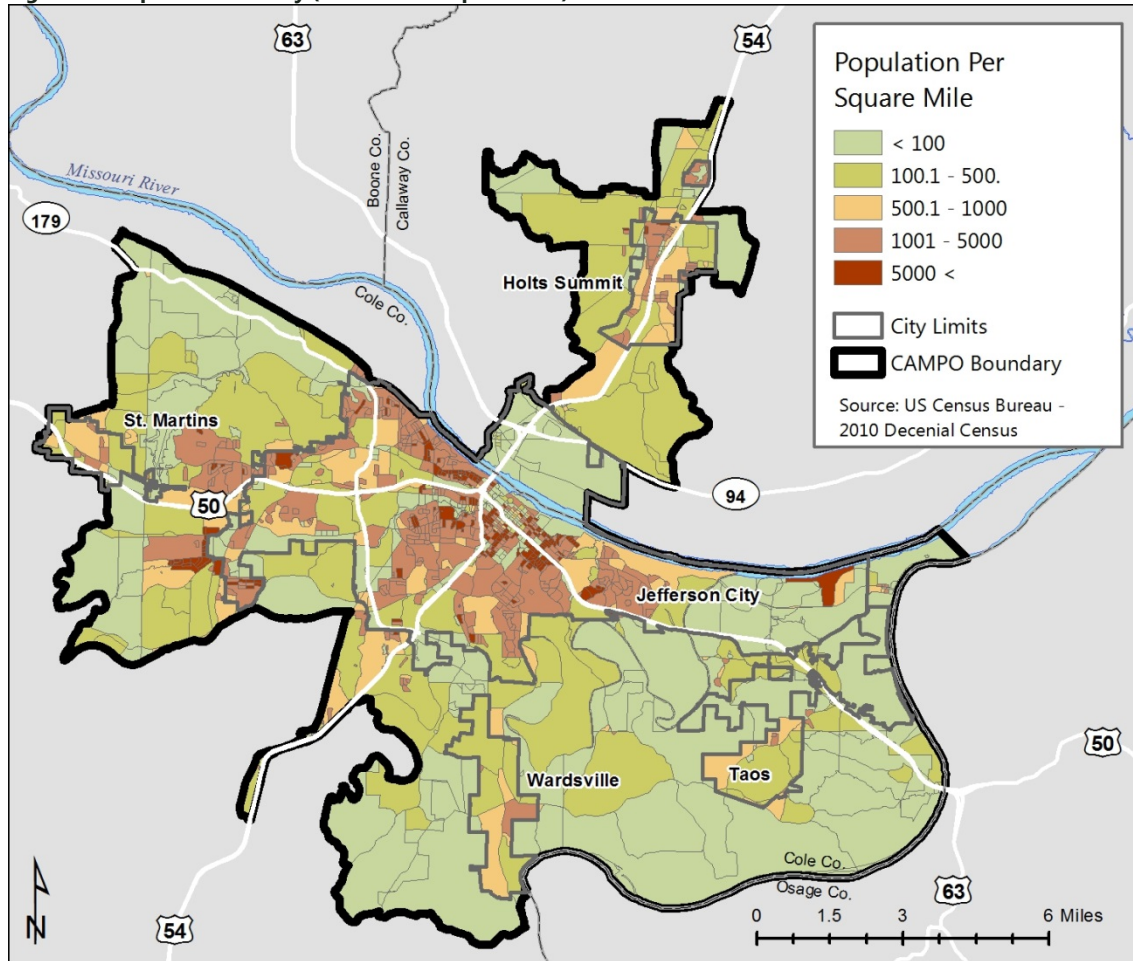 63
54
Population Per
Square Mile
< 100
100.1 - 500.
500.1 - 1000
1001 - 5000
5000 <
City Limits
CAMPO Boundary
Source: US Census Bureau -
2010 Decenial Census
Missouri River
Boone Co.
Callaway Co.
179
Cole Co.
Holts Summit
St. Martins
50
94
Jefferson City
Wardsville
Taos
50
Cole Co.
Osage Co.
63
54
N
0 1.5 3 6 Miles